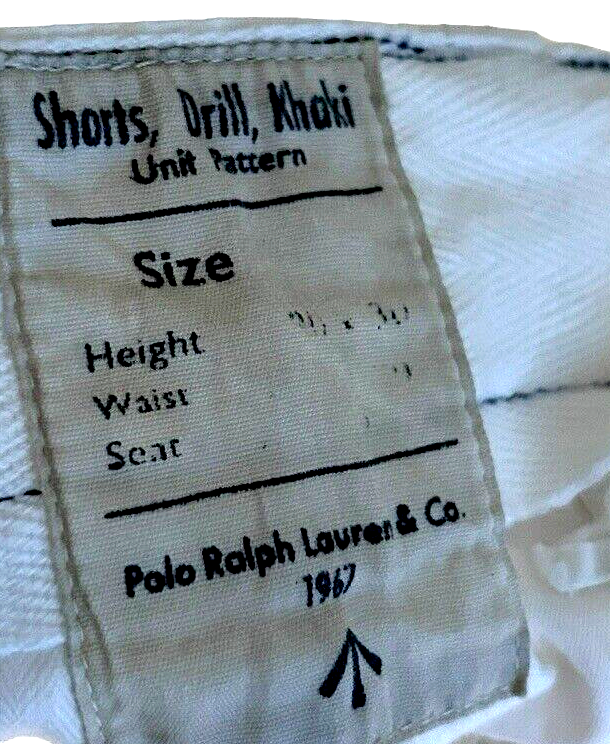 Shorts, Drill, Khaki
Unit Pattern
Size
Height
Waist
Seat
Polo Ralph Lauren & Co.
1967